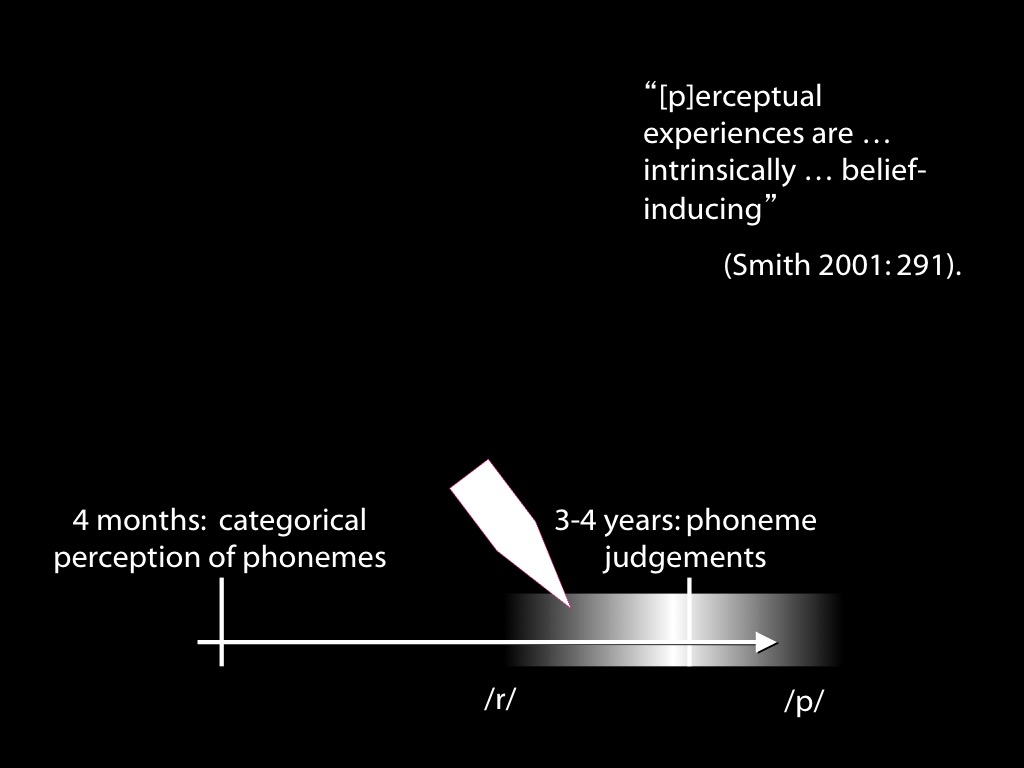 “[p]erceptual
experiences are …
intrinsically … belief-
inducing”
(Smith 2001: 291).
4 months:  categorical
perception of phonemes
3-4 years: phoneme
judgements
/r/
/p/